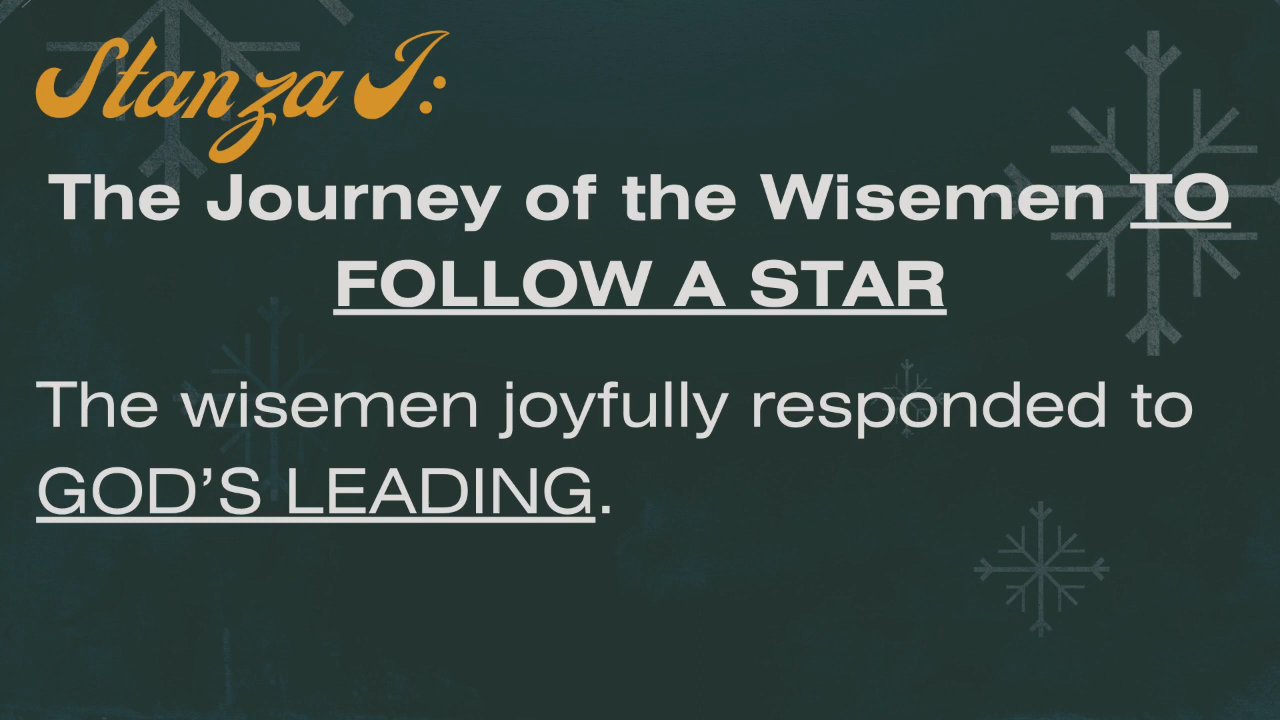 Stanza I:
The Journey of the Wisemen TO
FOLLOW A STAR
The wisemen joyfully responded to
GOD’S LEADING.